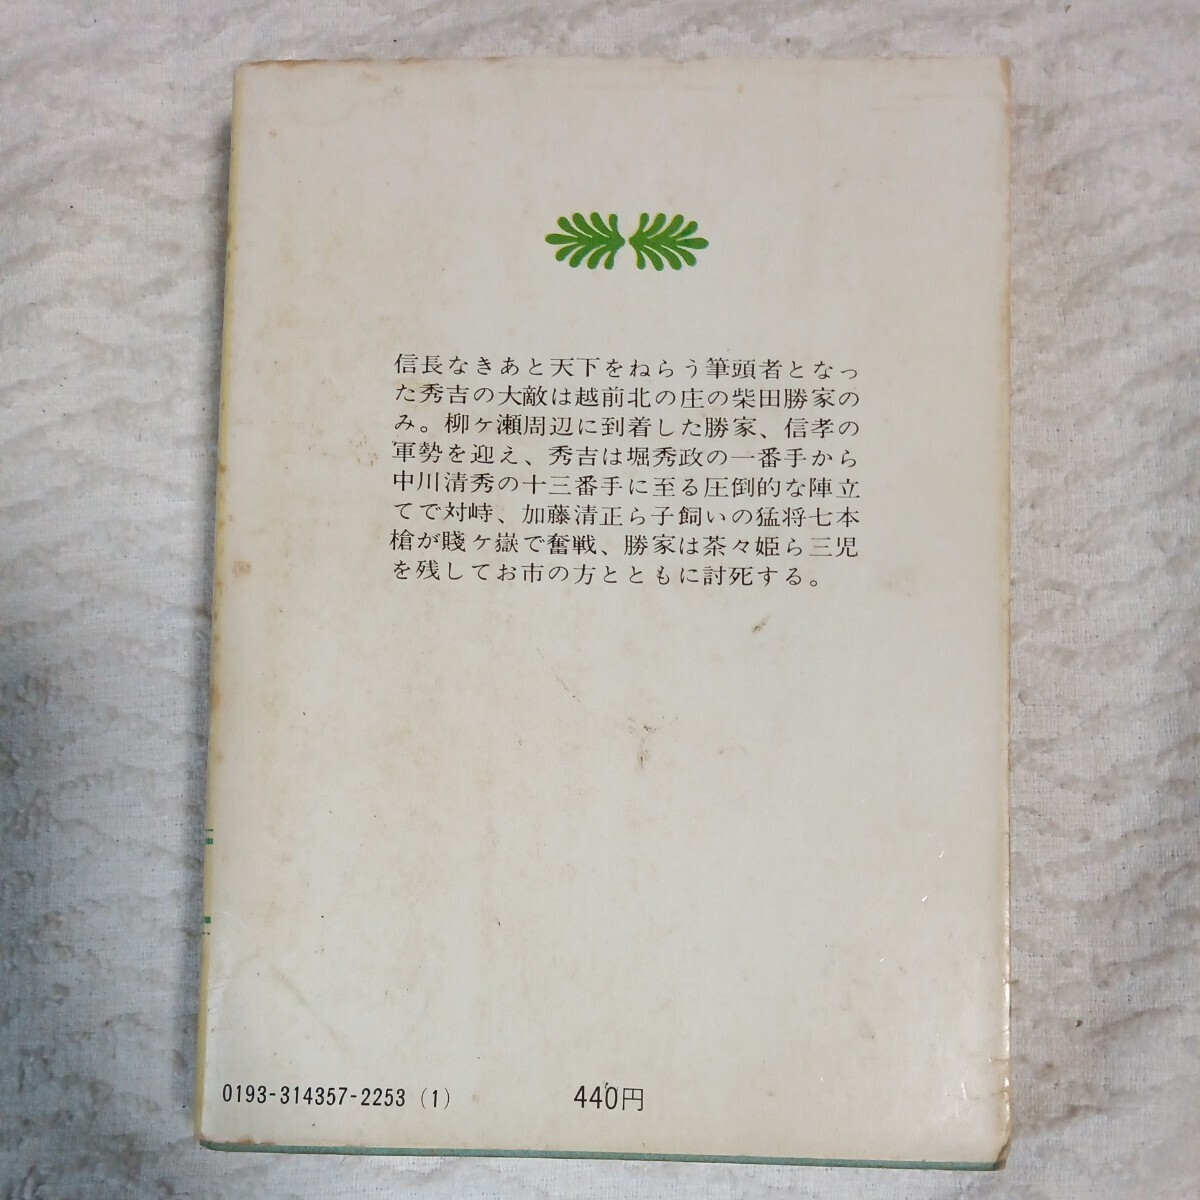 信長なきあと天下をねらう筆頭者となっ
た秀吉の大敵は越前北の庄の柴田勝家の
み。柳ケ瀬周辺に到着した勝家、信孝の
軍勢を迎え、秀吉は堀秀政の一番手から
中川清秀の十三番手に至る圧倒的な陣立
てで対峙、加藤清正ら子飼いの猛将七本
槍が賤ケ嶽で奮戦、勝家は茶々姫ら三児
を残してお市の方とともに討死する。
0193-314357-2253 (1) 440円